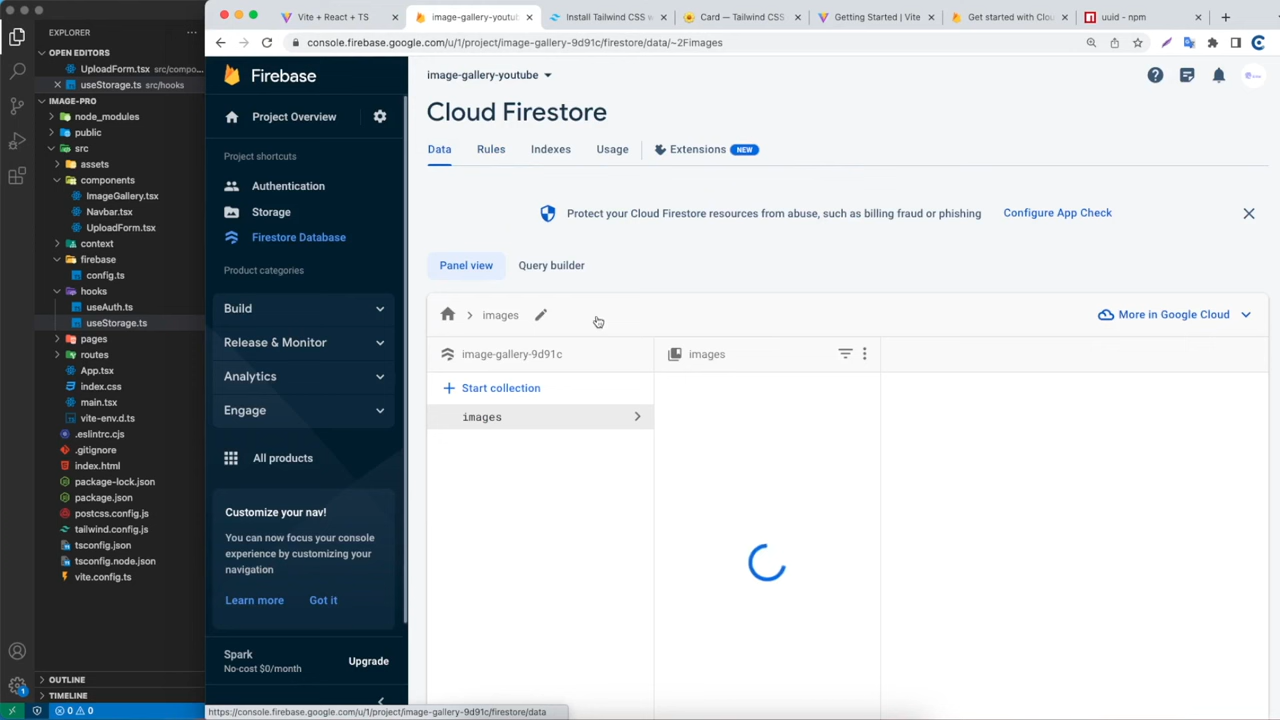 EXPLORER
OPEN EDITORS
UploadForm.tsx src/compo...
useStorage.ts src/hooks
IMAGE-PRO
node_modules
public
src
assets
components
ImageGallery.tsx
Navbar.tsx
UploadForm.tsx
context
firebase
config.ts
hooks
useAuth.ts
useStorage.ts
pages
routes
App.tsx
index.css
main.tsx
vite-env.d.ts
.eslintrc.cjs
.gitignore
index.html
package-lock.json
package.json
postcss.config.js
tailwind.config.js
tsconfig.json
tsconfig.node.json
vite.config.ts
OUTLINE
TIMELINE
1
0 0
Vite + React + TS
image-gallery-youtub
Install Tailwind CSS w
Card — Tailwind CSS
Getting Started | Vite
Get started with Clou
uuid - npm
console.firebase.google.com/u/1/project/image-gallery-9d91c/firestore/data/~2Fimages
Firebase
Project Overview
Project shortcuts
Authentication
Storage
Firestore Database
Product categories
Build
Release & Monitor
Analytics
Engage
All products
Customize your nav!
You can now focus your
console
experience by customizing your
navigation
Learn more Got it
Spark
No-cost $0/month
Upgrade
image-gallery-youtube
Cloud Firestore
Data Rules Indexes Usage Extensions NEW
Protect your Cloud Firestore resources from abuse, such as billing fraud or phishing Configure App Check
Panel view Query builder
images
More in Google Cloud
image-gallery-9d91c
images
Start collection
images
https://console.firebase.google.com/u/1/project/image-gallery-9d91c/firestore/data